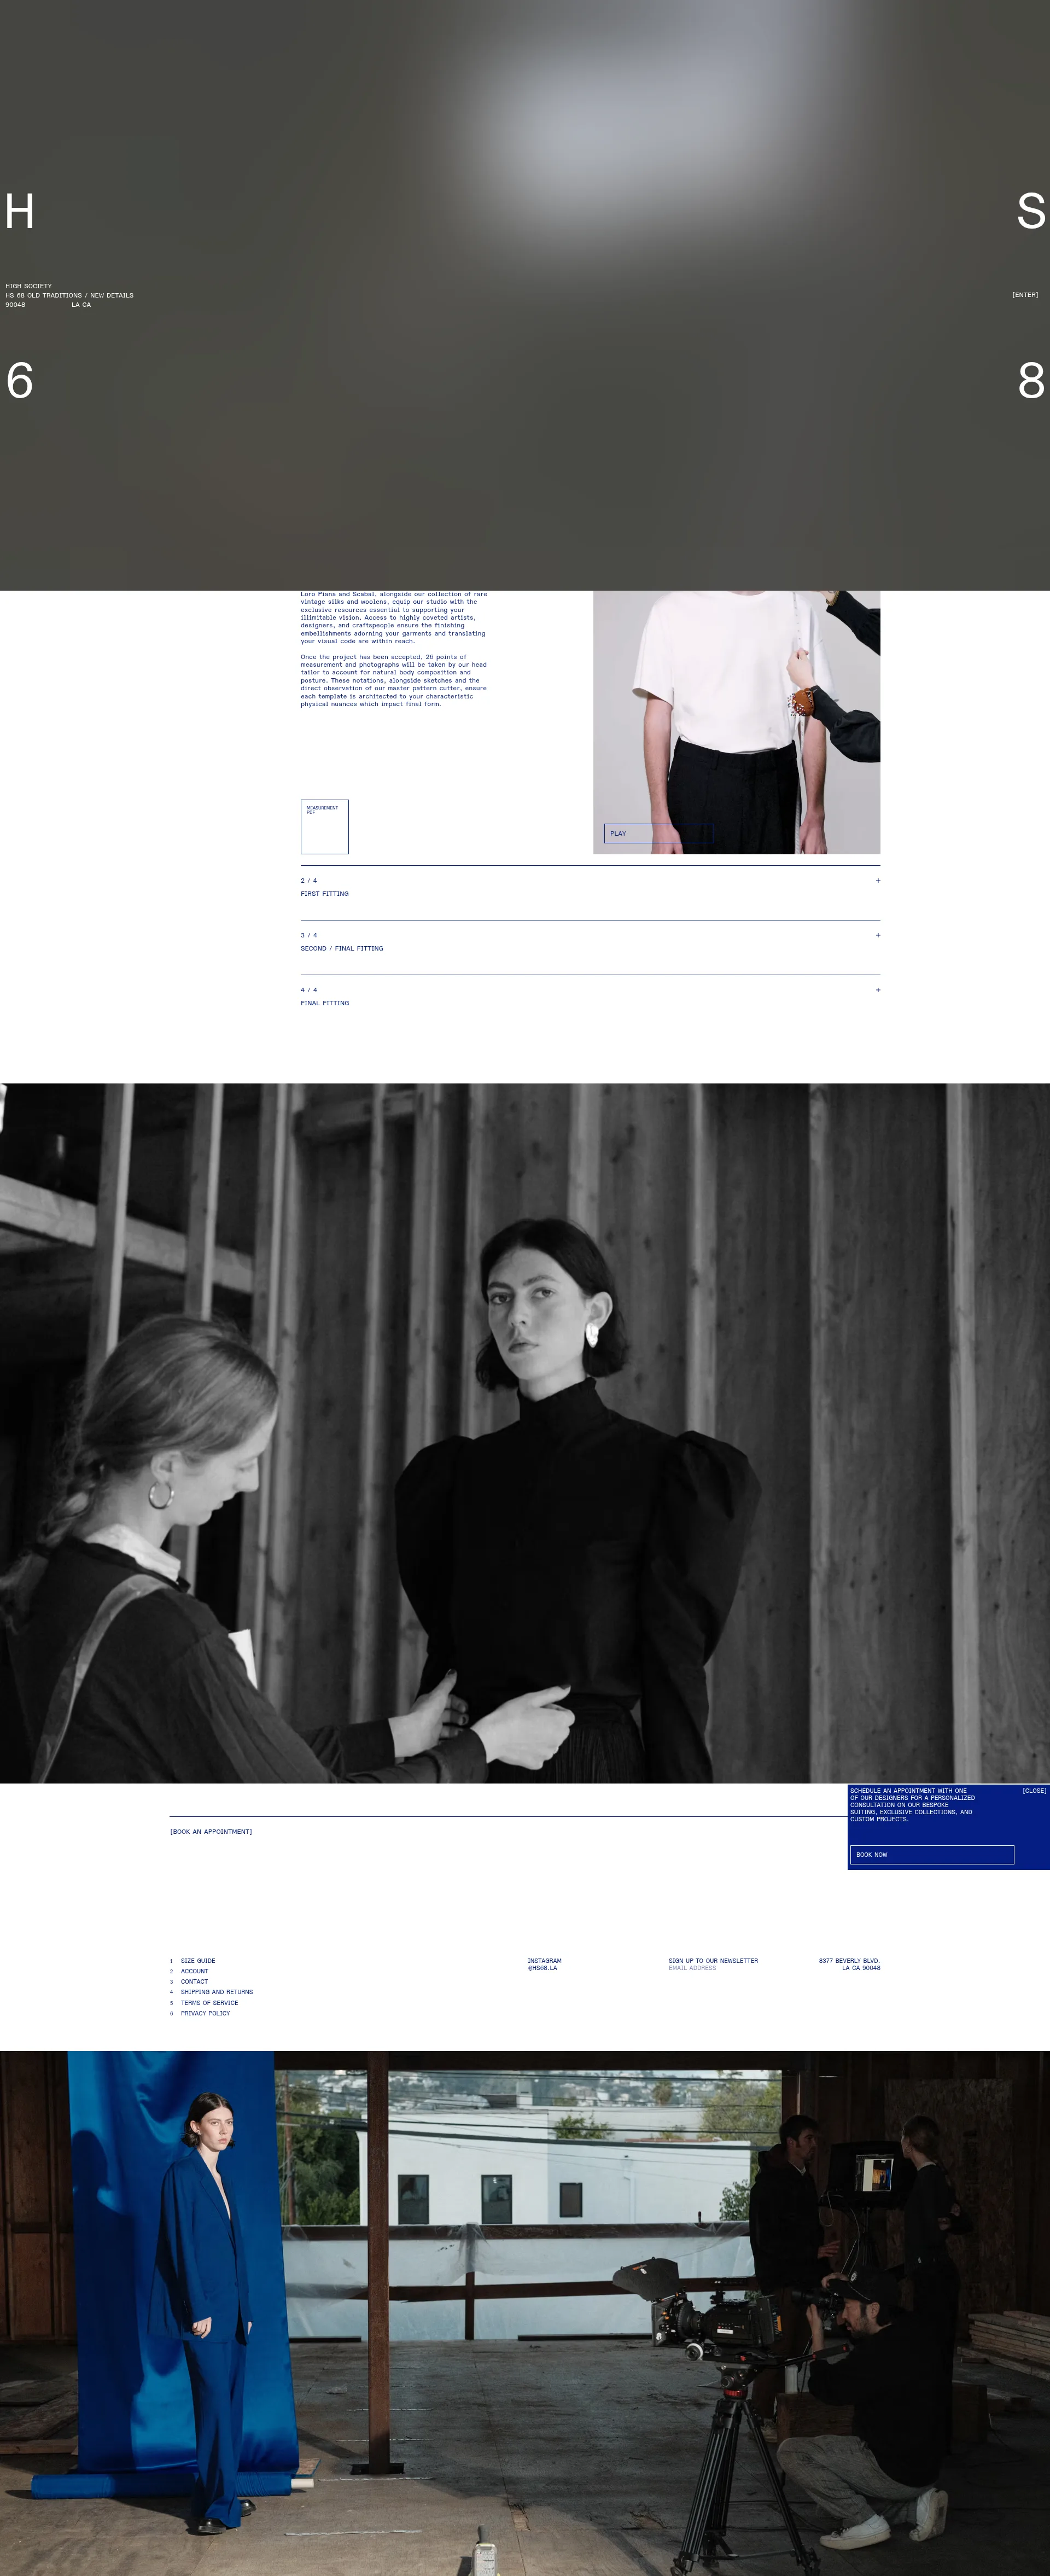 H
S
HIGH SOCIETY
HS 68 OLD TRADITIONS / NEW DETAILS
90048 LA CA
[ENTER]
6
8
Loro Piana and Scabal, alongside our collection of rare
vintage silks and woolens, equip our studio with the
exclusive resources essential to supporting your
illimitable vision. Access to highly coveted artists,
designers, and craftspeople ensure the finishing
embellishments adorning your garments and translating
your visual code are within reach.
Once the project has been accepted, 26 points of
measurement and photographs will be taken by our head
tailor to account for natural body composition and
posture. These notations, alongside sketches and the
direct observation of our master pattern cutter, ensure
each template is architected to your characteristic
physical nuances which impact final form.
MEASUREMENT
PDF
PLAY
2 / 4
+
FIRST FITTING
3 / 4
+
SECOND / FINAL FITTING
4 / 4
+
FINAL FITTING
SCHEDULE AN APPOINTMENT WITH ONE
OF OUR DESIGNERS FOR A PERSONALIZED
CONSULTATION ON OUR BESPOKE
SUITING, EXCLUSIVE COLLECTIONS, AND
CUSTOM PROJECTS.
[CLOSE]
BOOK NOW
[BOOK AN APPOINTMENT]
1 SIZE GUIDE
2 ACCOUNT
3 CONTACT
4 SHIPPING AND RETURNS
5 TERMS OF SERVICE
6 PRIVACY POLICY
INSTAGRAM
@HS68.LA
SIGN UP TO OUR NEWSLETTER
EMAIL ADDRESS
8377 BEVERLY BLVD.
LA CA 90048